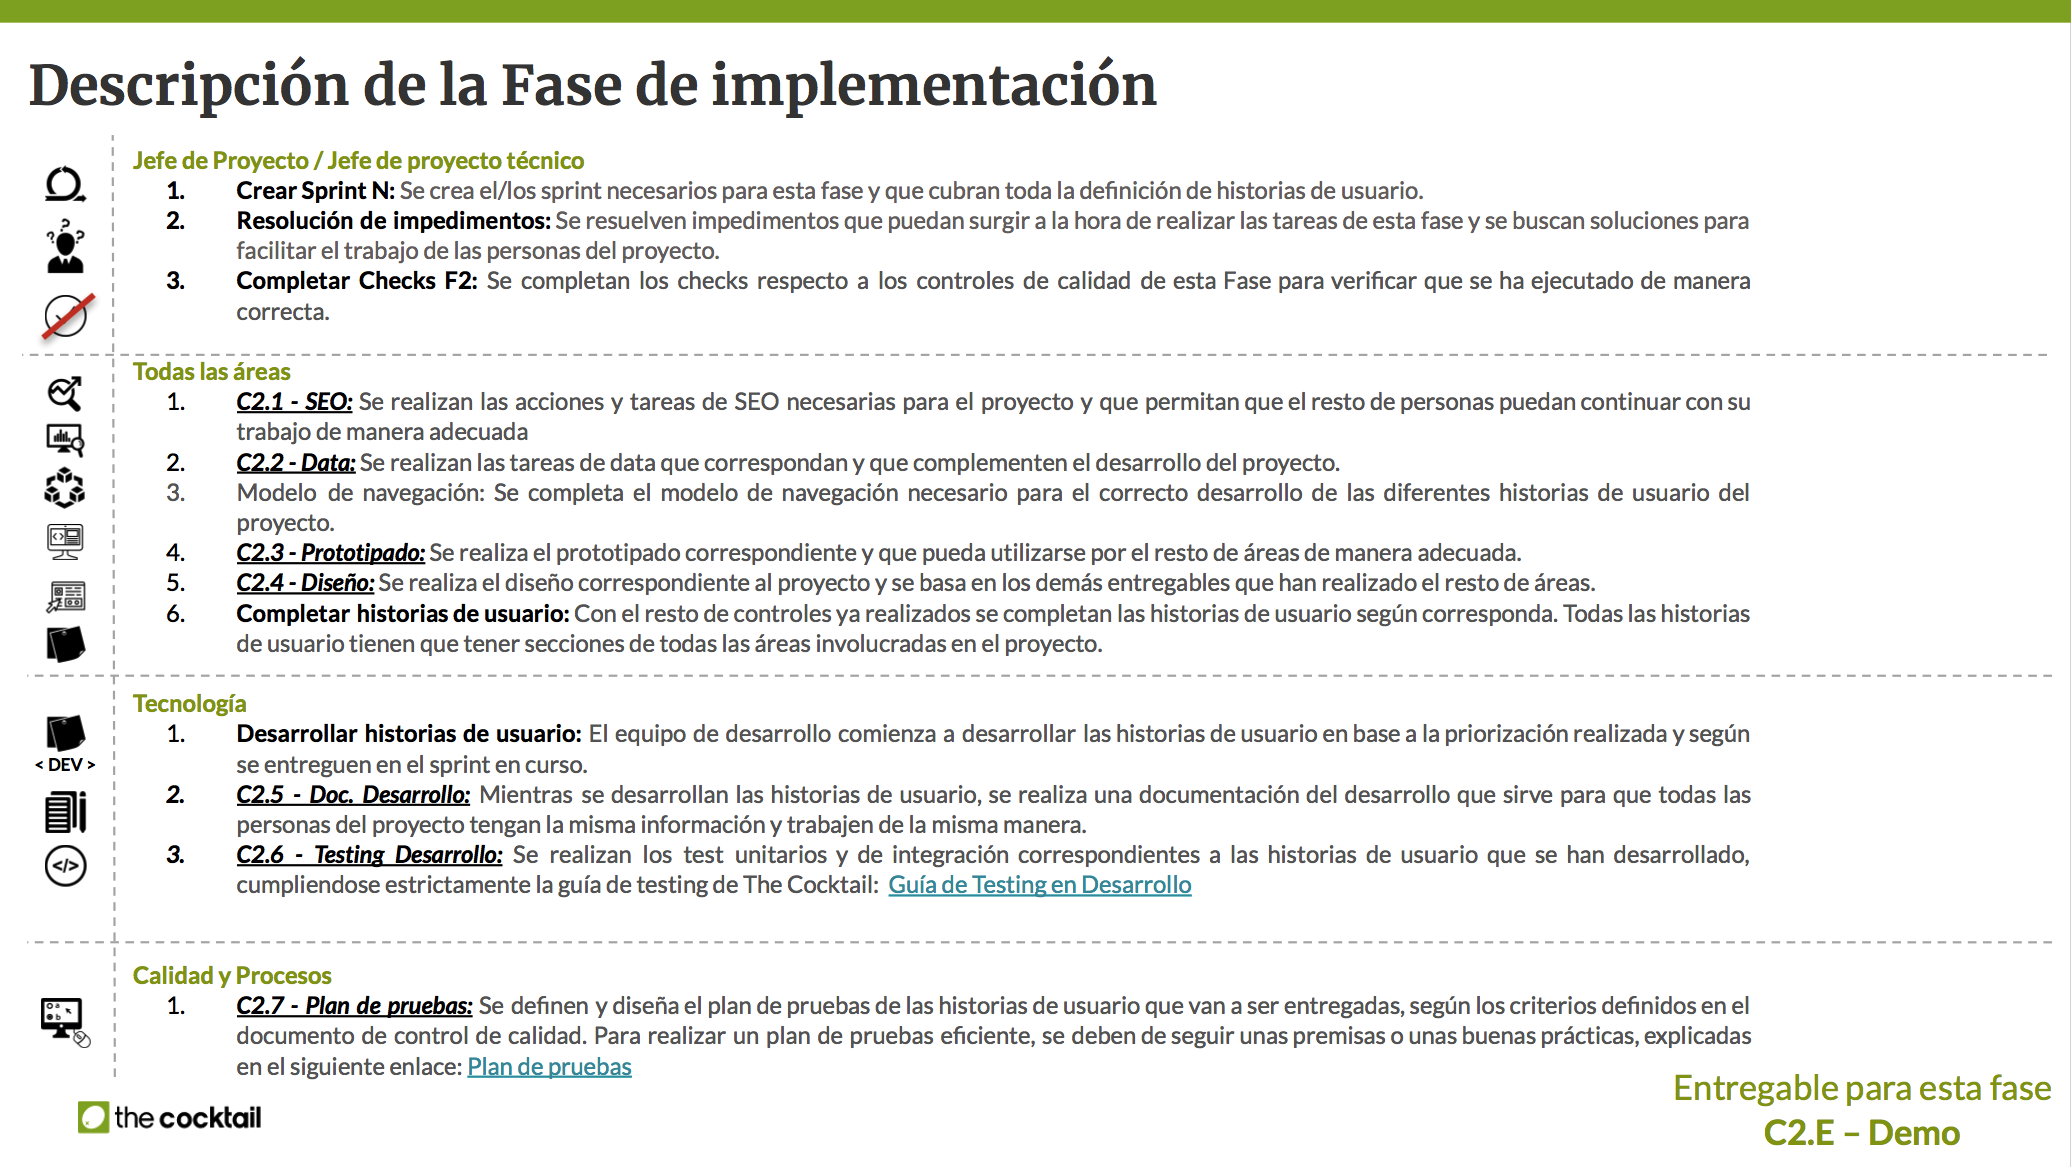 Descripción de la Fase de implementación
Jefe de Proyecto / Jefe de proyecto técnico
1. Crear Sprint N: Se crea el/los sprint necesarios para esta fase y que cubran toda la definición de historias de usuario.
2. Resolución de impedimentos: Se resuelven impedimentos que puedan surgir a la hora de realizar las tareas de esta fase y se buscan soluciones para
facilitar el trabajo de las personas del proyecto.
3. Completar Checks F2: Se completan los checks respecto a los controles de calidad de esta Fase para verificar que se ha ejecutado de manera
correcta.
Todas las áreas
1. C2.1 - SEO: Se realizan las acciones y tareas de SEO necesarias para el proyecto y que permitan que el resto de personas puedan continuar con su
trabajo de manera adecuada
2. C2.2 - Data: Se realizan las tareas de data que correspondan y que complementen el desarrollo del proyecto.
3. Modelo de navegación: Se completa el modelo de navegación necesario para el correcto desarrollo de las diferentes historias de usuario del
proyecto.
4. C2.3 - Prototipado: Se realiza el prototipado correspondiente y que pueda utilizarse por el resto de áreas de manera adecuada.
5. C2.4 - Diseño: Se realiza el diseño correspondiente al proyecto y se basa en los demás entregables que han realizado el resto de áreas.
6. Completar historias de usuario: Con el resto de controles ya realizados se completan las historias de usuario según corresponda. Todas las historias
de usuario tienen que tener secciones de todas las áreas involucradas en el proyecto.
Tecnología
1. Desarrollar historias de usuario: El equipo de desarrollo comienza a desarrollar las historias de usuario en base a la priorización realizada y según
se entreguen en el sprint en curso.
< DEV >
2. C2.5 - Doc. Desarrollo: Mientras se desarrollan las historias de usuario, se realiza una documentación del desarrollo que sirve para que todas las
personas del proyecto tengan la misma información y trabajen de la misma manera.
3. C2.6 - Testing Desarrollo: Se realizan los test unitarios y de integración correspondientes a las historias de usuario que se han desarrollado,
cumpliendose estrictamente la guía de testing de The Cocktail: Guía de Testing en Desarrollo
Calidad y Procesos
1. C2.7 - Plan de pruebas: Se definen y diseña el plan de pruebas de las historias de usuario que van a ser entregadas, según los criterios definidos en el
documento de control de calidad. Para realizar un plan de pruebas eficiente, se deben de seguir unas premisas o unas buenas prácticas, explicadas
en el siguiente enlace: Plan de pruebas
Entregable para esta fase
C2.E – Demo
the cocktail